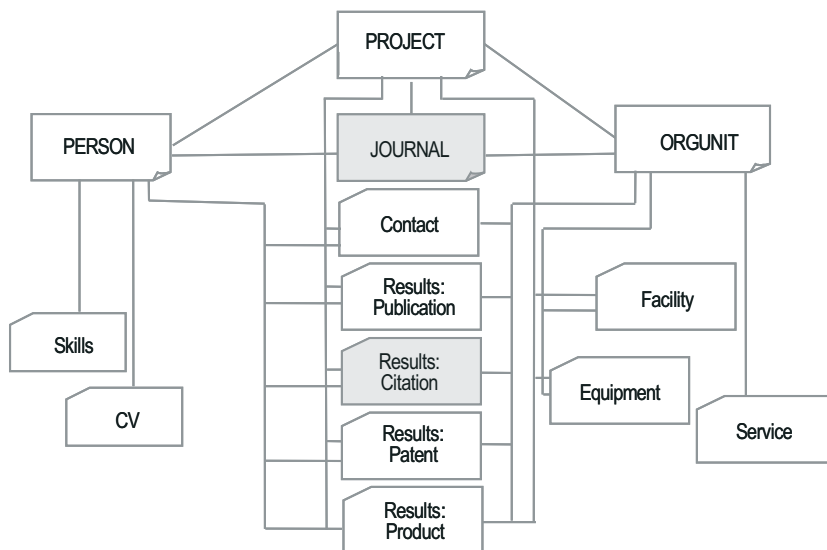 PROJECT
PERSON
JOURNAL
ORGUNIT
Contact
Results:
Publication
Facility
Skills
Results:
Citation
Equipment
CV
Results:
Patent
Service
Results:
Product